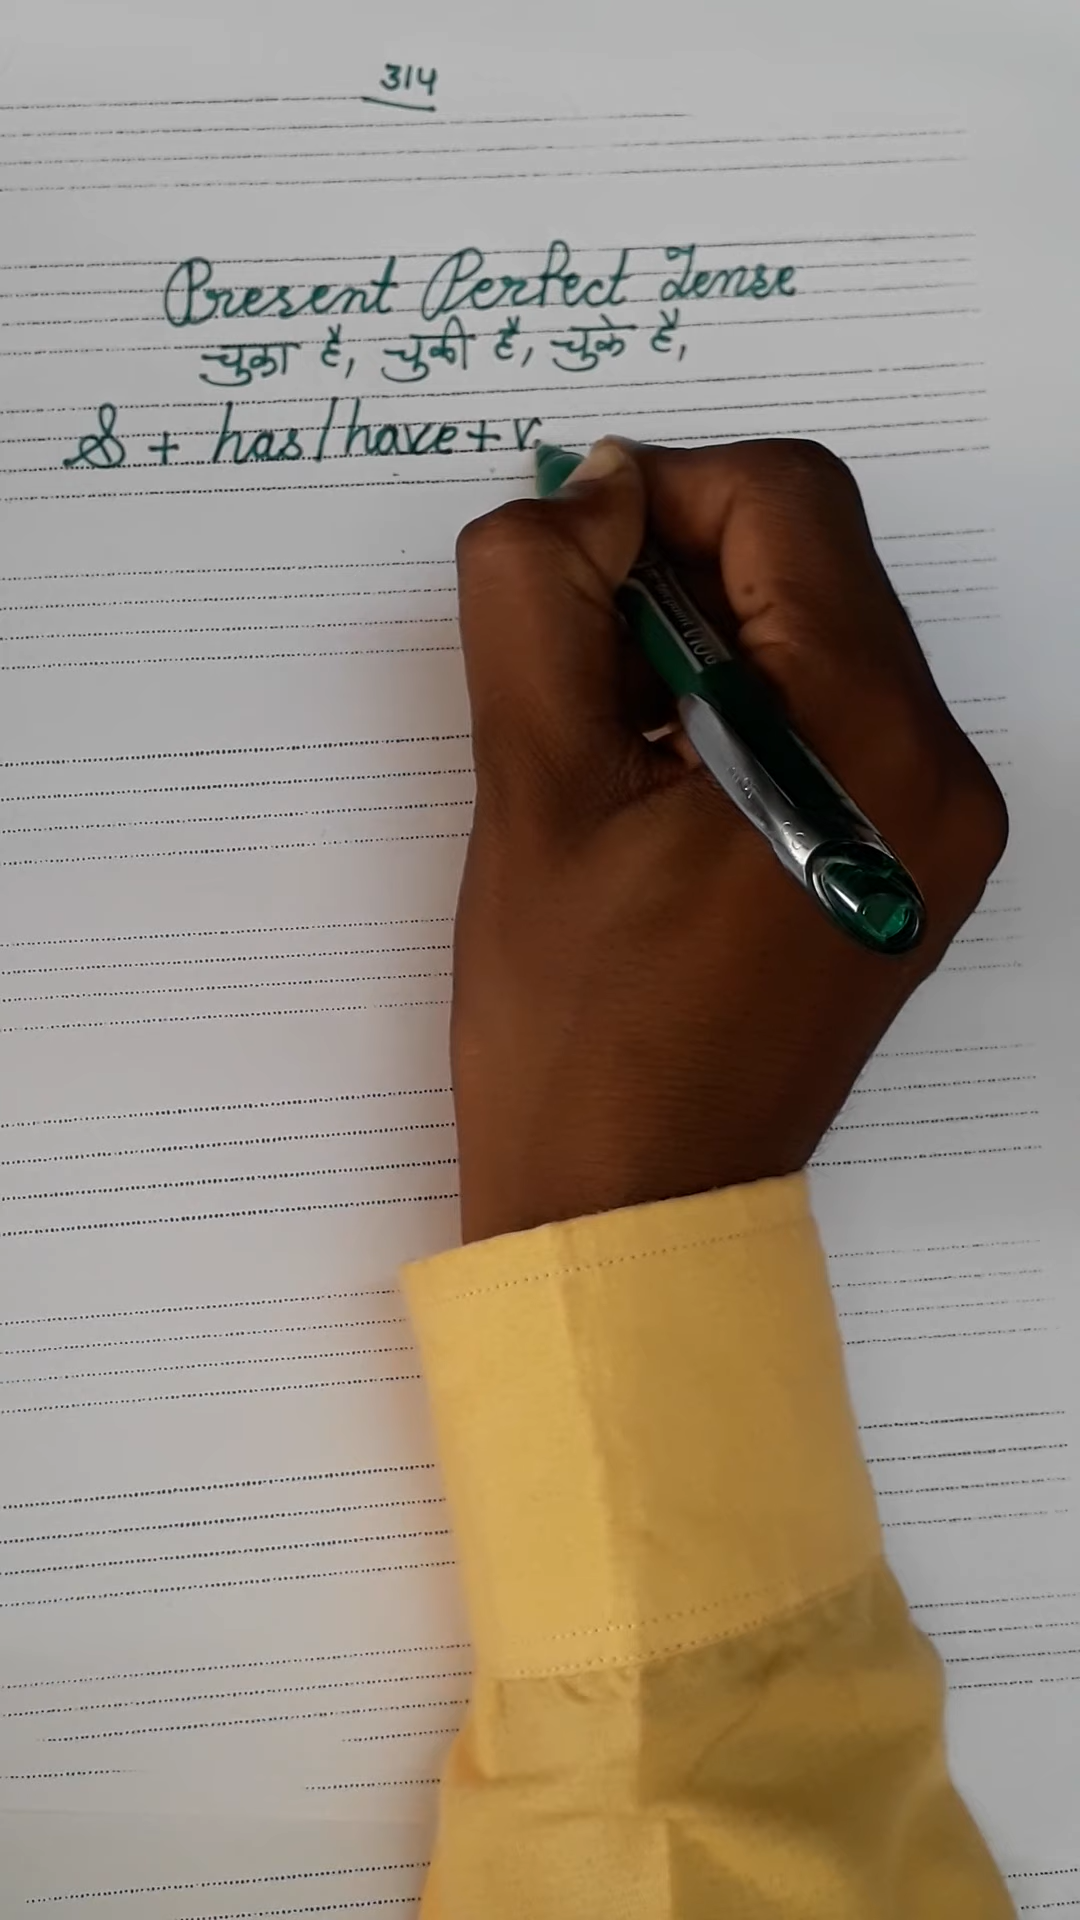 314
Present Perfect Tense
चुका है, चुकी है, चुके है,
S + has/have + v